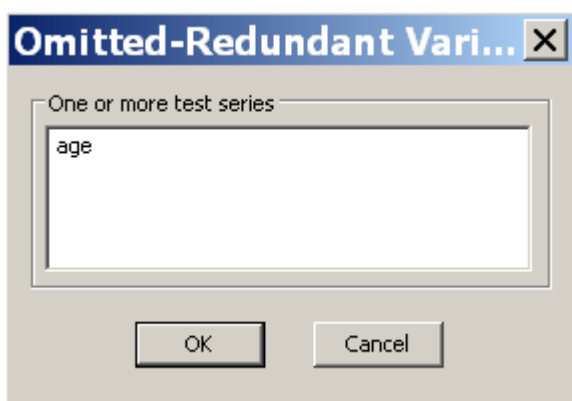 Omitted-Redundant Vari...
One or more test series
age
OK
Cancel